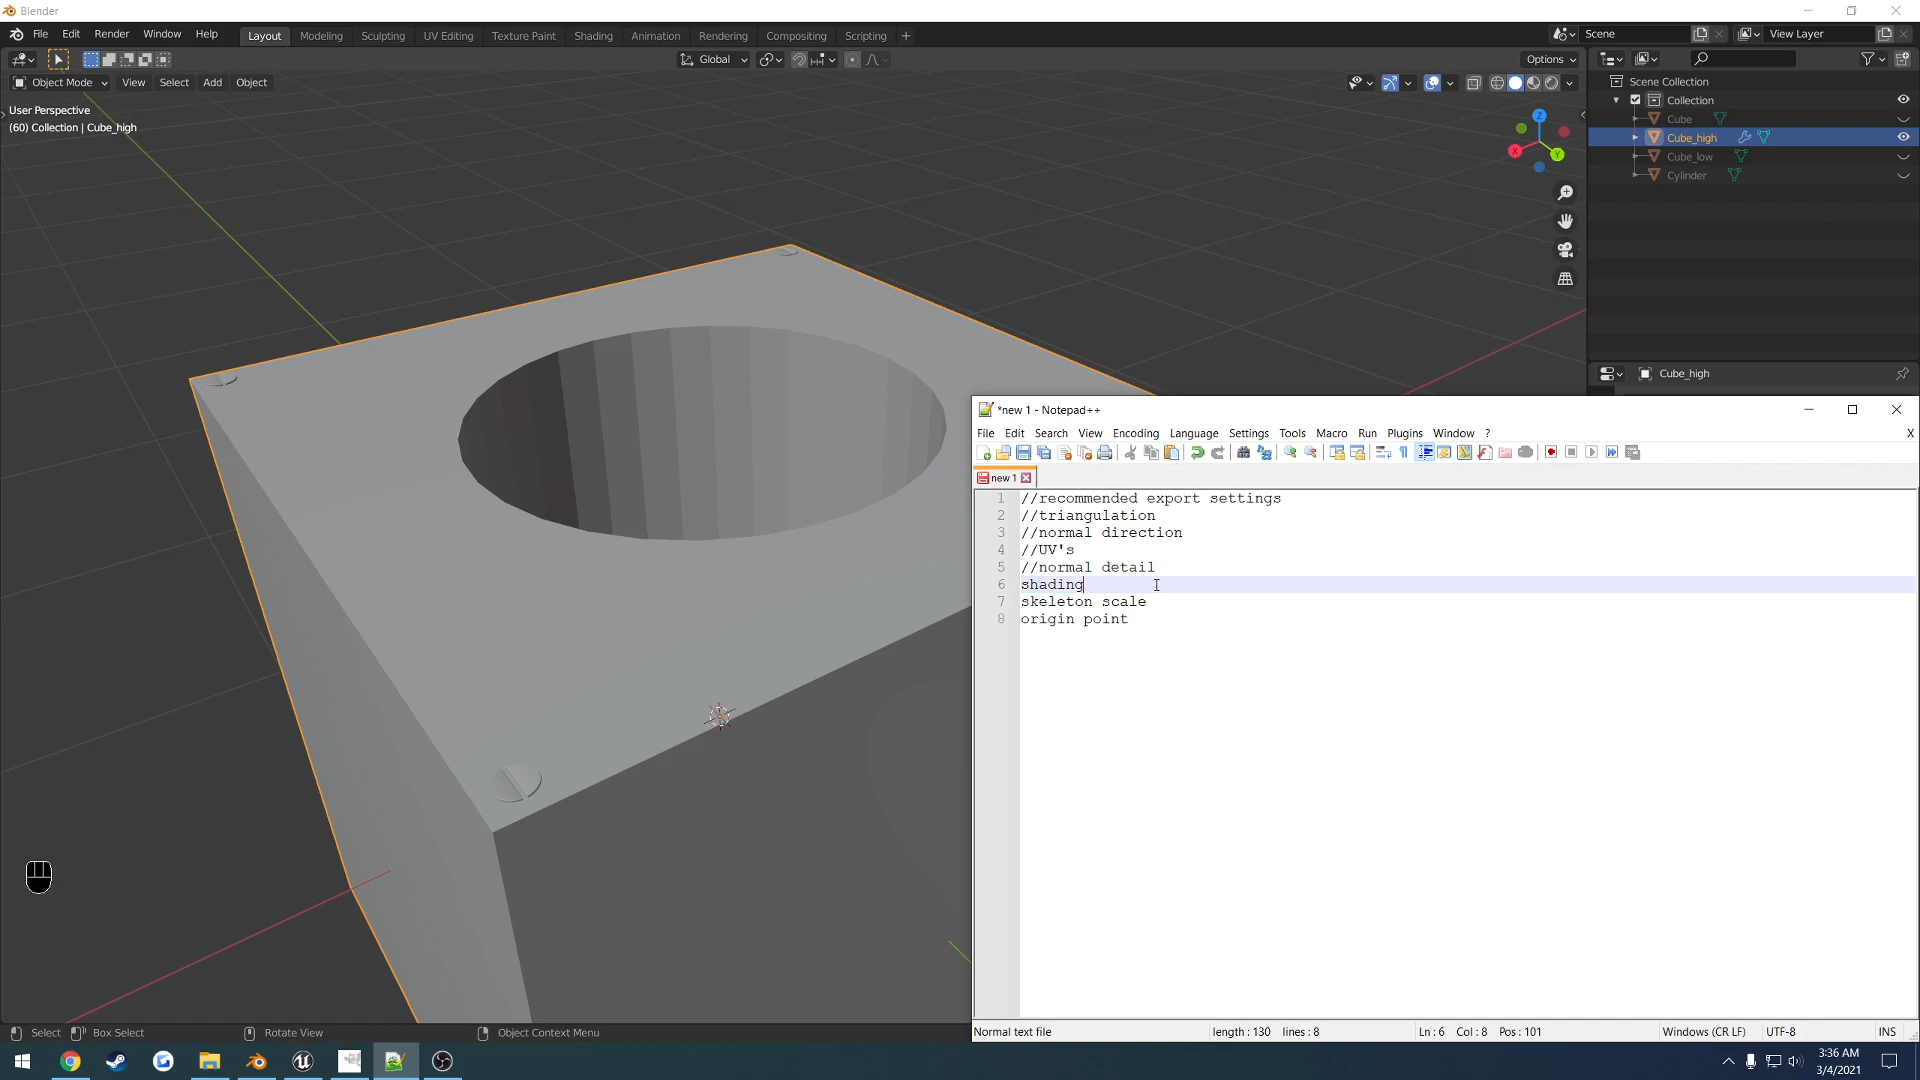 Blender
File Edit Render Window Help Layout Modeling Sculpting UV Editing Texture Paint Shading Animation Rendering Compositing Scripting + Scene View Layer
Global Options
Object Mode View Select Add Object
User Perspective
(60) Collection | Cube_high
Z
X
Y
Scene Collection
Collection
Cube
Cube_high
Cube_low
Cylinder
Cube_high
*new 1 - Notepad++
File Edit Search View Encoding Language Settings Tools Macro Run Plugins Window ? X
new 1
1 //recommended export settings
2 //triangulation
3 //normal direction
4 //UV's
5 //normal detail
6 shading
7 skeleton scale
8 origin point
Normal text file length : 130 lines : 8 Ln : 6 Col : 8 Pos : 101 Windows (CR LF) UTF-8 INS
Select Box Select Rotate View Object Context Menu
3:36 AM
3/4/2021